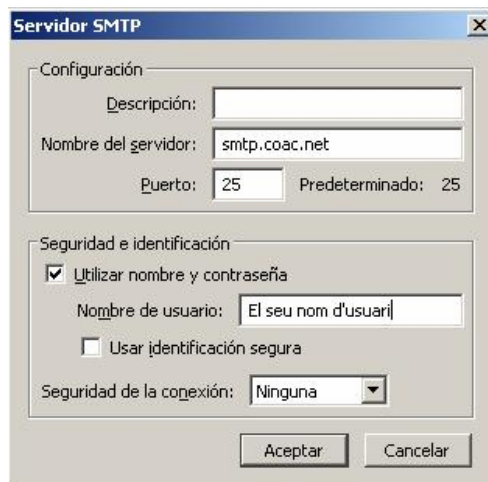 Servidor SMTP
Configuración
Descripción:
Nombre del servidor: smtp.coac.net
Puerto: 25 Predeterminado: 25
Seguridad e identificación
Utilizar nombre y contraseña
Nombre de usuario: El seu nom d'usuari
Usar identificación segura
Seguridad de la conexión: Ninguna
Aceptar Cancelar